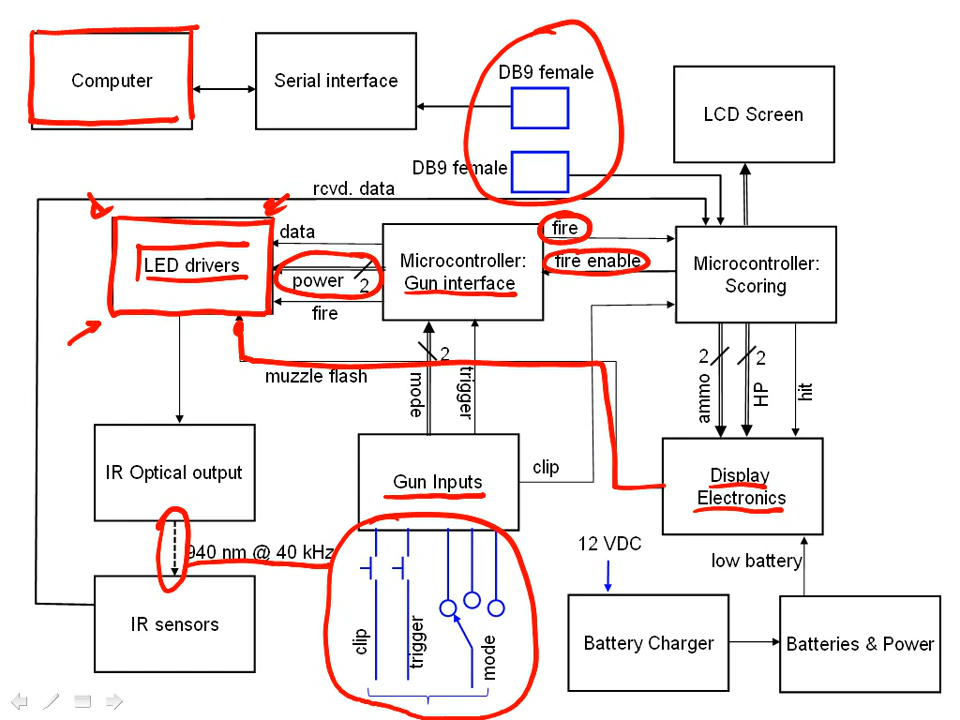 Computer
Serial interface
DB9 female
LCD Screen
DB9 female
rcvd. data
LED drivers
data
power
2
fire
Microcontroller:
Gun interface
fire
fire enable
Microcontroller:
Scoring
muzzle flash
2
mode
trigger
2
ammo
2
HP
hit
IR Optical output
Gun Inputs
clip
Display
Electronics
940 nm @ 40 kHz
12 VDC
low battery
IR sensors
clip
trigger
mode
Battery Charger
Batteries & Power